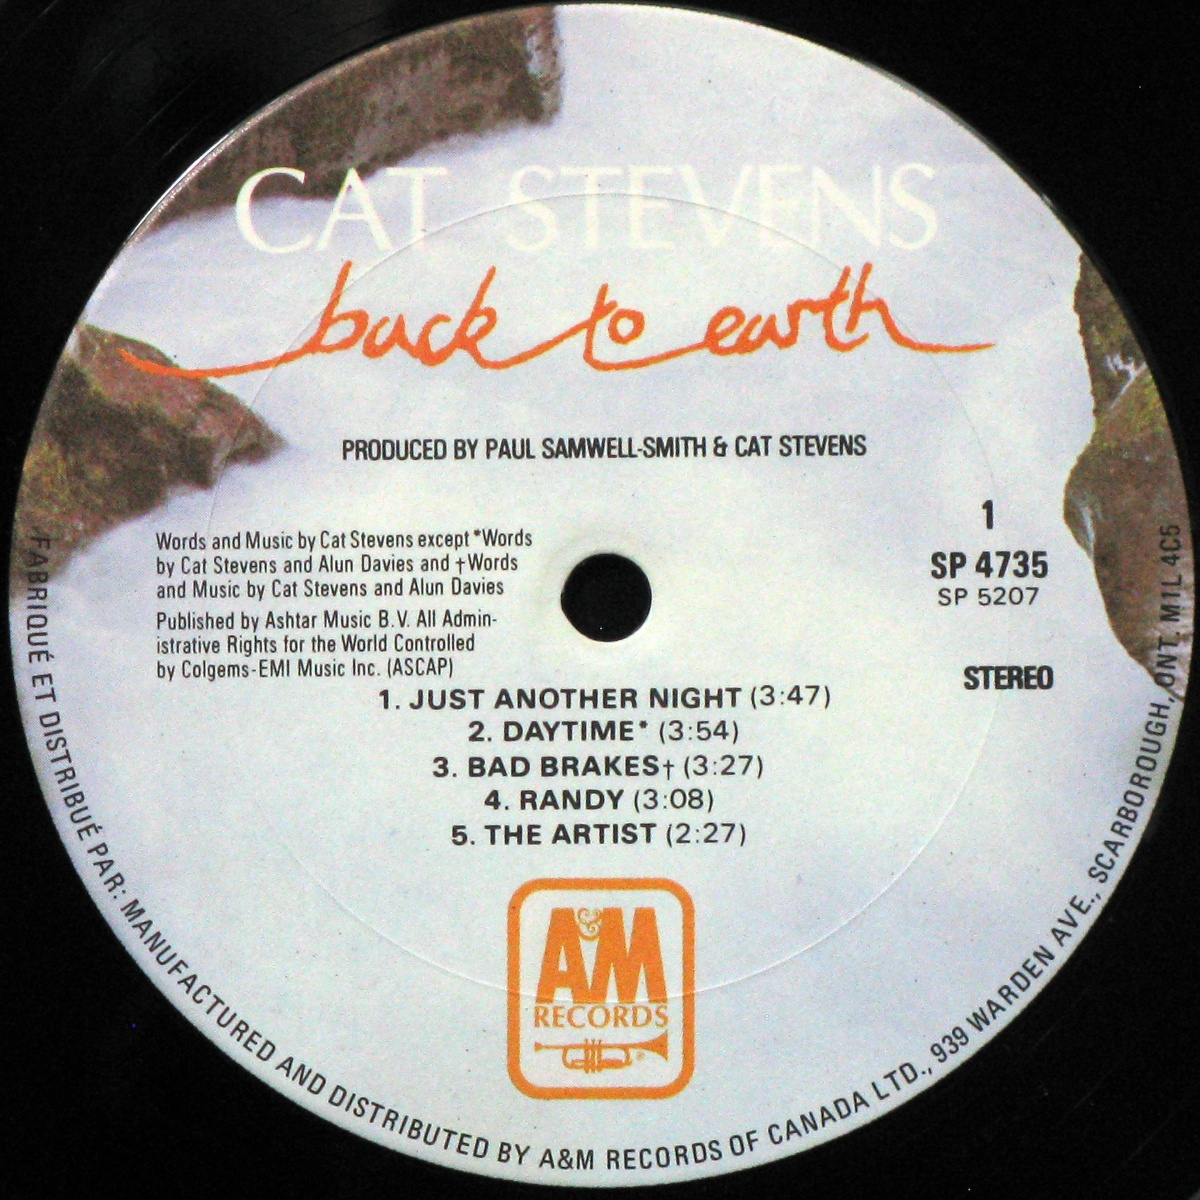 CAT STEVENS
back to earth
PRODUCED BY PAUL SAMWELL-SMITH & CAT STEVENS
Words and Music by Cat Stevens except *Words
by Cat Stevens and Alun Davies and †Words
and Music by Cat Stevens and Alun Davies
Published by Ashtar Music B.V. All Admin-
istrative Rights for the World Controlled
by Colgems-EMI Music Inc. (ASCAP)
1
SP 4735
SP 5207
STEREO
1. JUST ANOTHER NIGHT (3:47)
2. DAYTIME* (3:54)
3. BAD BRAKES† (3:27)
4. RANDY (3:08)
5. THE ARTIST (2:27)
A&M
RECORDS
®
FABRIQUÉ ET DISTRIBUÉ PAR: MANUFACTURED AND DISTRIBUTED BY A&M RECORDS OF CANADA LTD., 939 WARDEN AVE., SCARBOROUGH, ONT. M1L 4C5